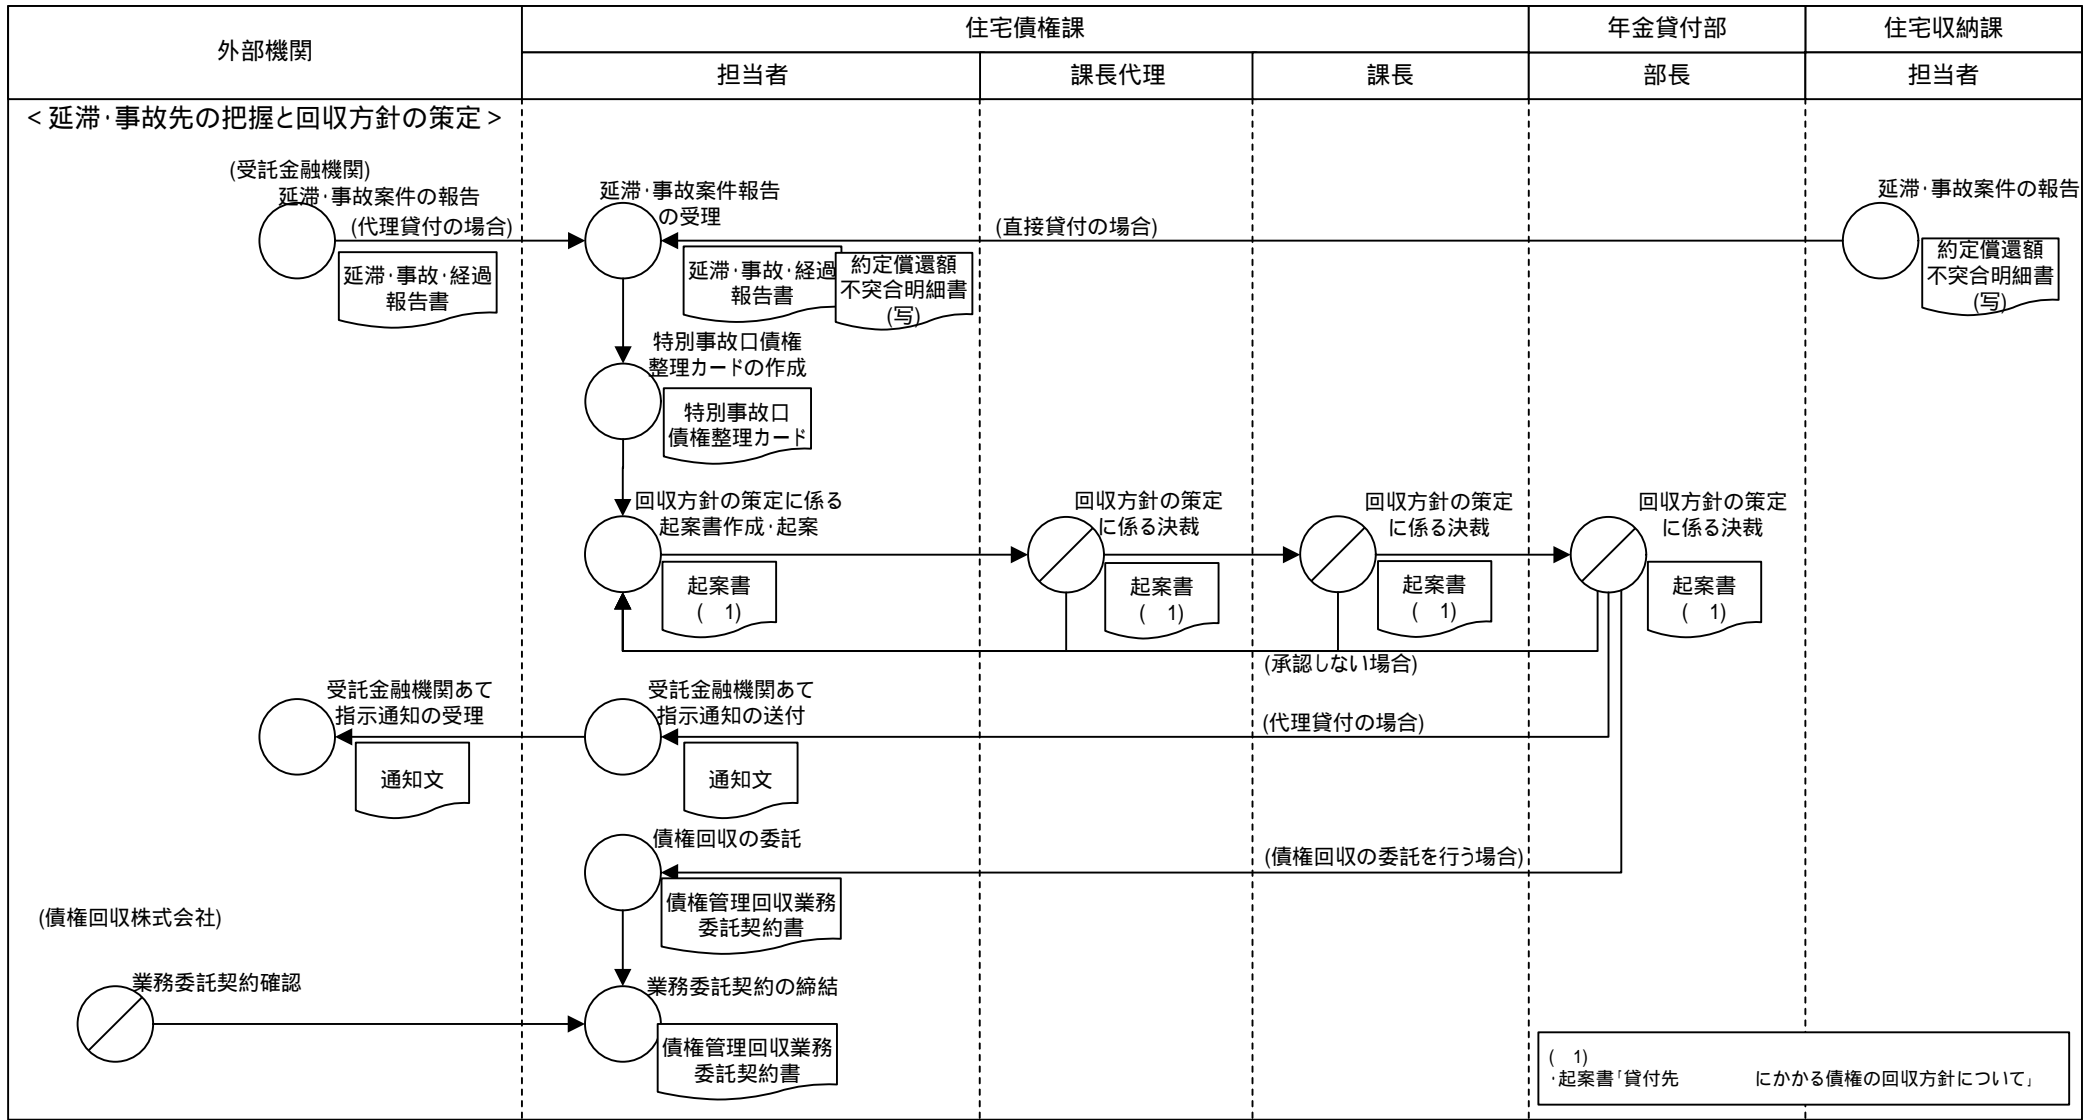 外部機関
住宅債権課
年金貸付部
住宅収納課
担当者
課長代理
課長
部長
担当者
<延滞・事故先の把握と回収方針の策定>
(受託金融機関)
延滞・事故案件の報告
(代理貸付の場合)
延滞・事故・経過
報告書
延滞・事故案件報告
の受理
延滞・事故・経過
報告書
約定償還額
不突合明細書
(写)
(直接貸付の場合)
延滞・事故案件の報告
約定償還額
不突合明細書
(写)
特別事故口債権
整理カードの作成
特別事故口
債権整理カード
回収方針の策定に係る
起案書作成・起案
起案書
( 1)
回収方針の策定
に係る決裁
起案書
( 1)
回収方針の策定
に係る決裁
起案書
( 1)
回収方針の策定
に係る決裁
起案書
( 1)
(承認しない場合)
受託金融機関あて
指示通知の受理
通知文
受託金融機関あて
指示通知の送付
通知文
(代理貸付の場合)
債権回収の委託
(債権回収の委託を行う場合)
債権管理回収業務
委託契約書
(債権回収株式会社)
業務委託契約確認
業務委託契約の締結
債権管理回収業務
委託契約書
( 1)
・起案書「貸付先 にかかる債権の回収方針について」